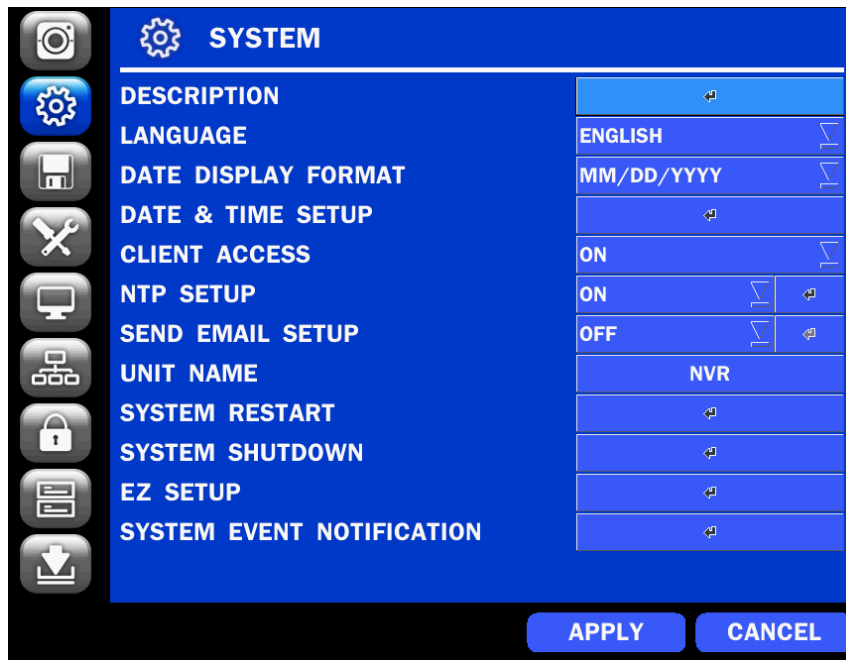 SYSTEM
DESCRIPTION
LANGUAGE ENGLISH
DATE DISPLAY FORMAT MM/DD/YYYY
DATE & TIME SETUP
CLIENT ACCESS ON
NTP SETUP ON
SEND EMAIL SETUP OFF
UNIT NAME NVR
SYSTEM RESTART
SYSTEM SHUTDOWN
EZ SETUP
SYSTEM EVENT NOTIFICATION
APPLY CANCEL